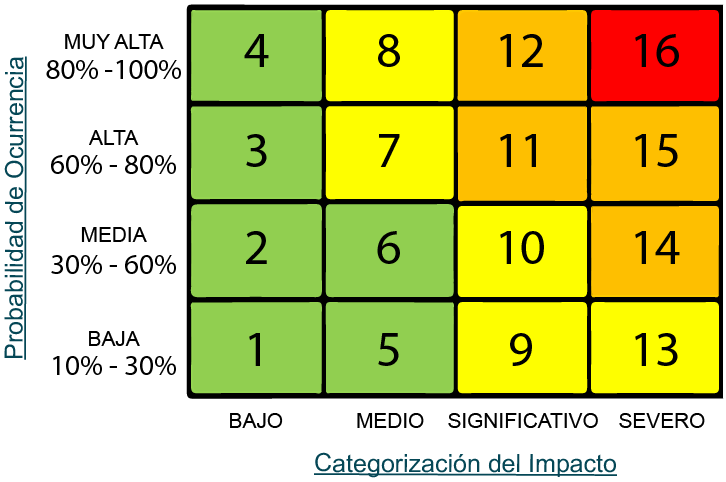 Probabilidad de Ocurrencia
MUY ALTA
80% -100%
4 8 12 16
ALTA
60% - 80%
3 7 11 15
MEDIA
30% - 60%
2 6 10 14
BAJA
10% - 30%
1 5 9 13
BAJO MEDIO SIGNIFICATIVO SEVERO
Categorización del Impacto